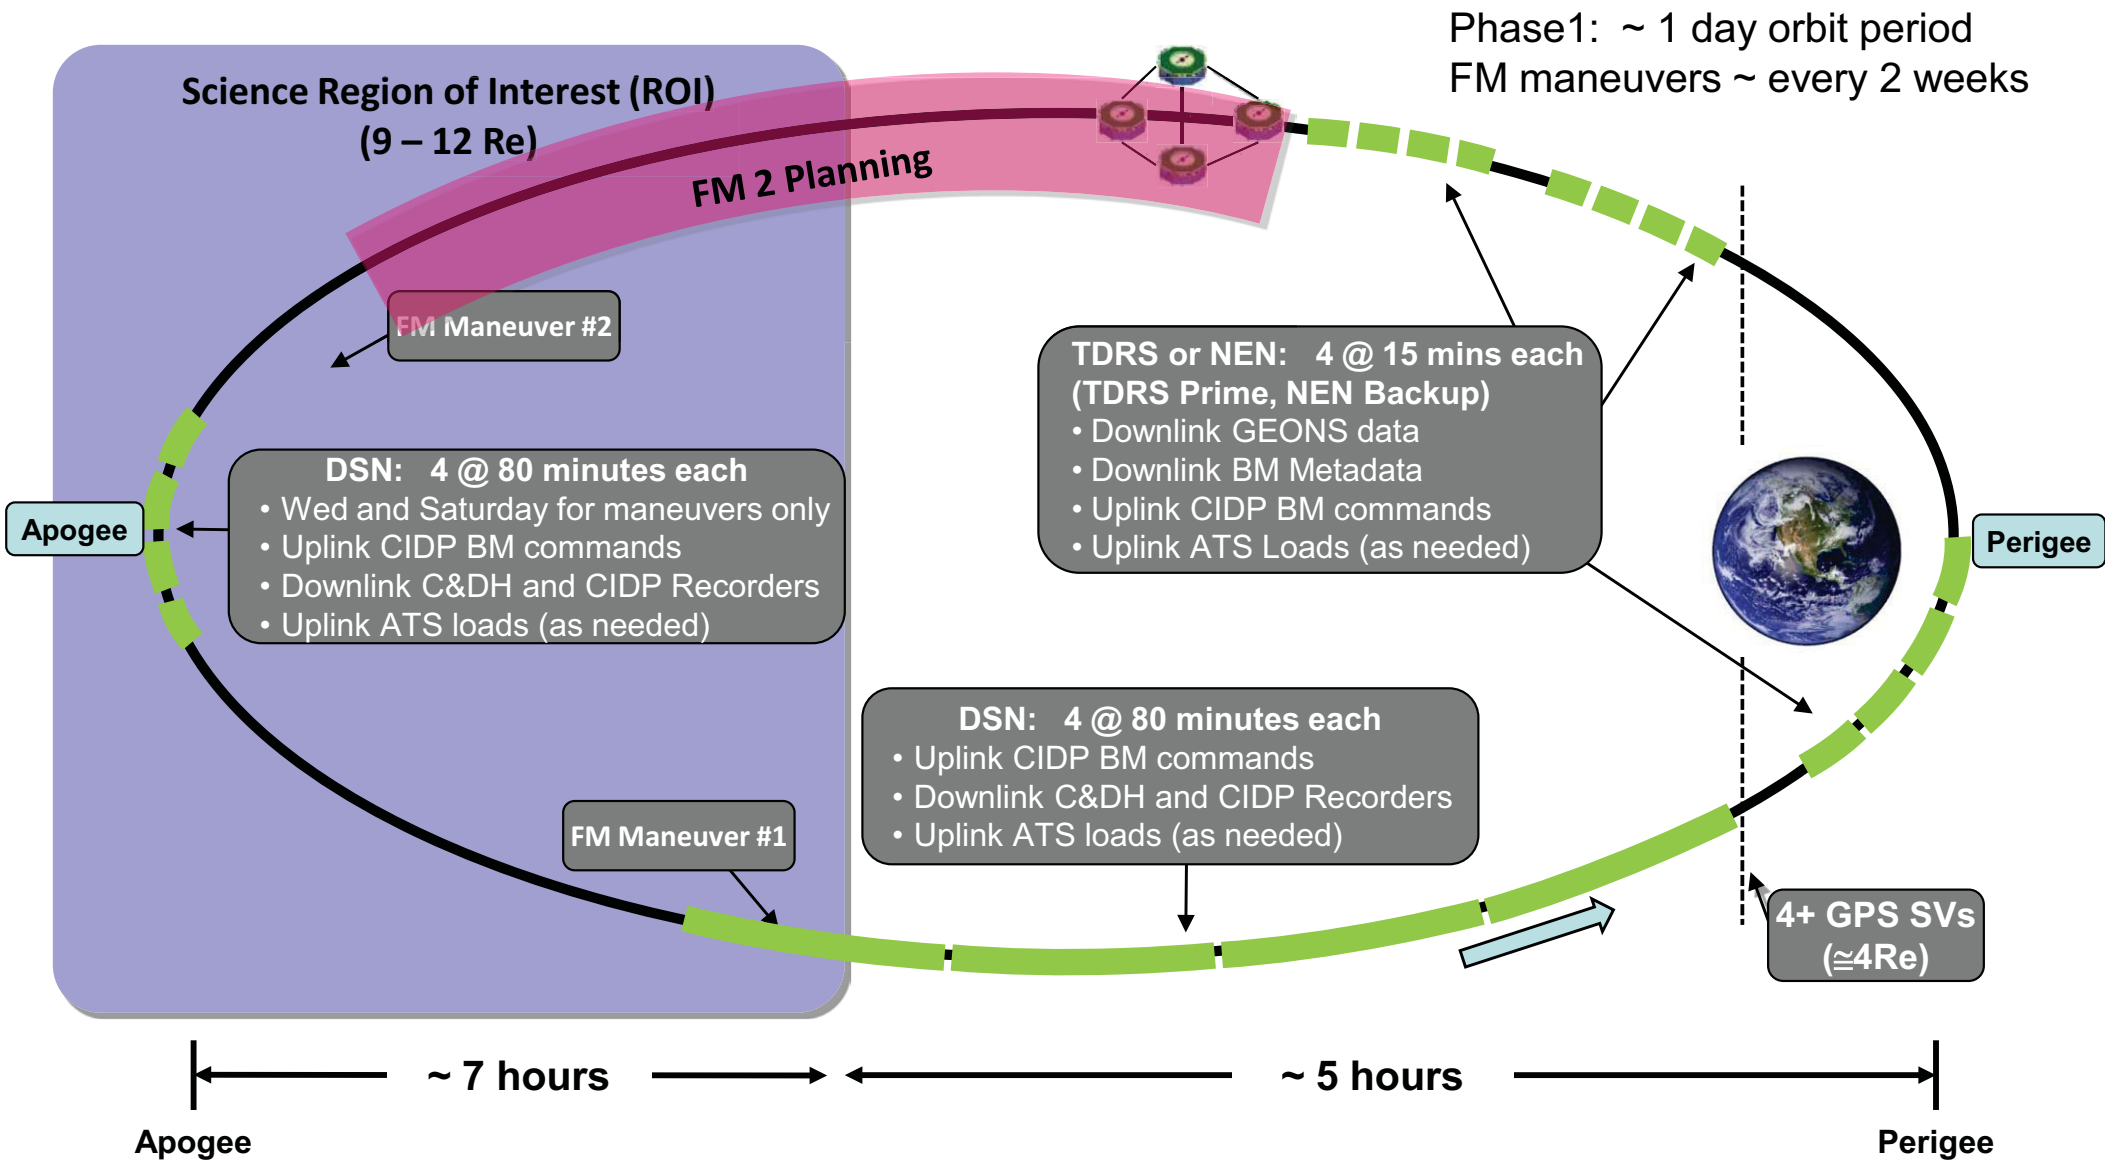 Phase1:  ~ 1 day orbit period
FM maneuvers ~ every 2 weeks
Science Region of Interest (ROI)
(9 – 12 Re)
FM 2 Planning
FM Maneuver #2
TDRS or NEN:   4 @ 15 mins each
(TDRS Prime, NEN Backup)
• Downlink GEONS data
• Downlink BM Metadata
• Uplink CIDP BM commands
• Uplink ATS Loads (as needed)
DSN:   4 @ 80 minutes each
• Wed and Saturday for maneuvers only
• Uplink CIDP BM commands
• Downlink C&DH and CIDP Recorders
• Uplink ATS loads (as needed)
Apogee
Perigee
DSN:   4 @ 80 minutes each
• Uplink CIDP BM commands
• Downlink C&DH and CIDP Recorders
• Uplink ATS loads (as needed)
FM Maneuver #1
4+ GPS SVs
(≅4Re)
~ 7 hours
~ 5 hours
Apogee
Perigee